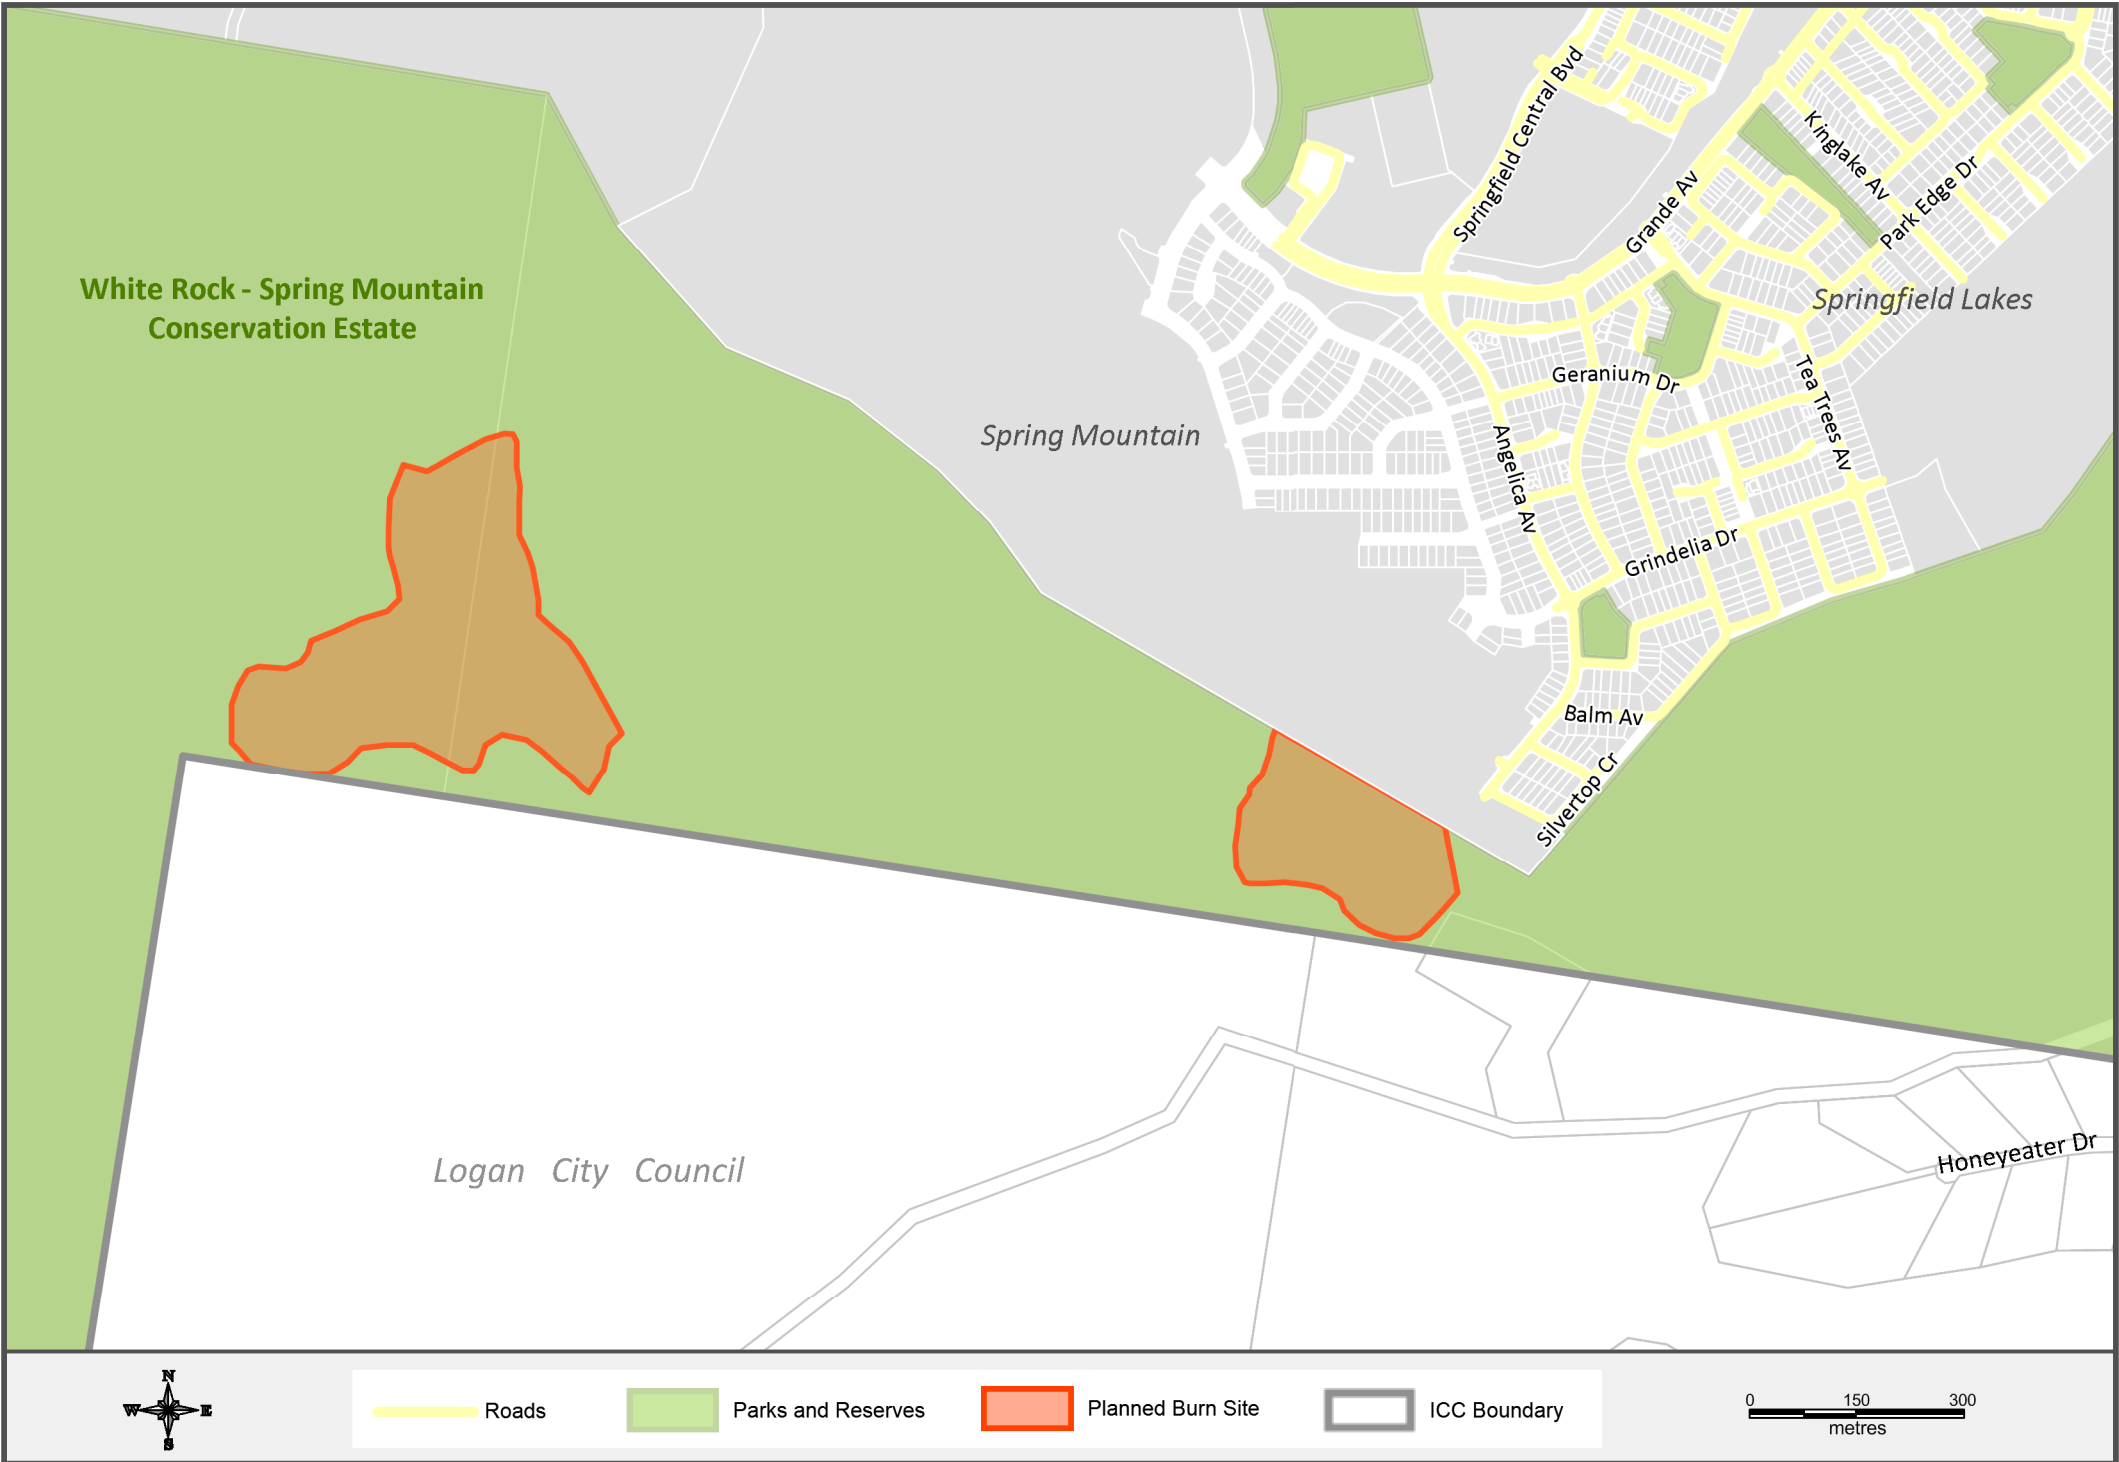 Springfield Central Bvd
Kinglake Av
Park Edge Dr
Grande Av
White Rock - Spring Mountain
Conservation Estate
Springfield Lakes
Geranium Dr
Tea Trees Av
Spring Mountain
Angelica Av
Grindelia Dr
Balm Av
Silvertop Cr
Logan City Council
Honeyeater Dr
N
W E
S
Roads
Parks and Reserves
Planned Burn Site
ICC Boundary
0 150 300
metres